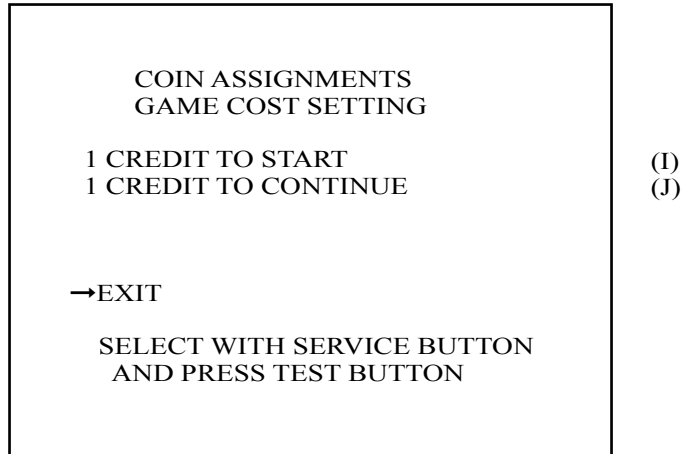 COIN ASSIGNMENTS
GAME COST SETTING
1 CREDIT TO START (I)
1 CREDIT TO CONTINUE (J)
→EXIT
SELECT WITH SERVICE BUTTON
AND PRESS TEST BUTTON